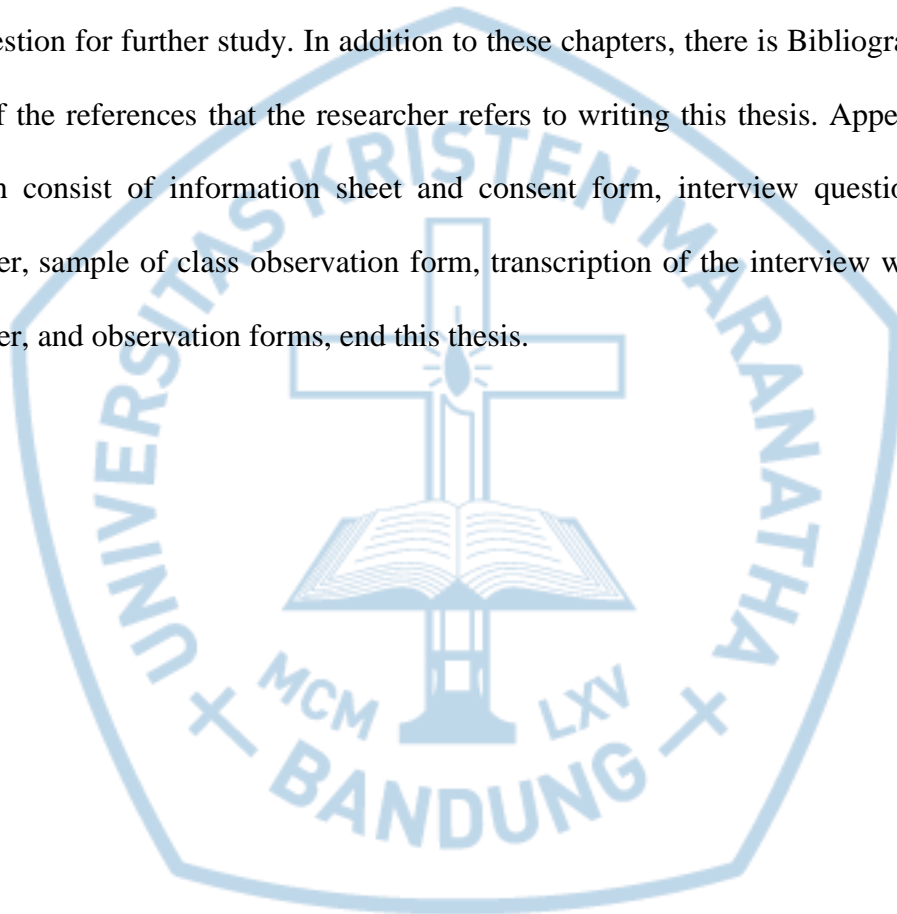 estion for further study. In addition to these chapters, there is Bibliogra
f the references that the researcher refers to writing this thesis. Appe
n consist of information sheet and consent form, interview questio
er, sample of class observation form, transcription of the interview w
er, and observation forms, end this thesis.
UNIVERSITAS KRISTEN MARANATHA
MCM LXV
BANDUNG